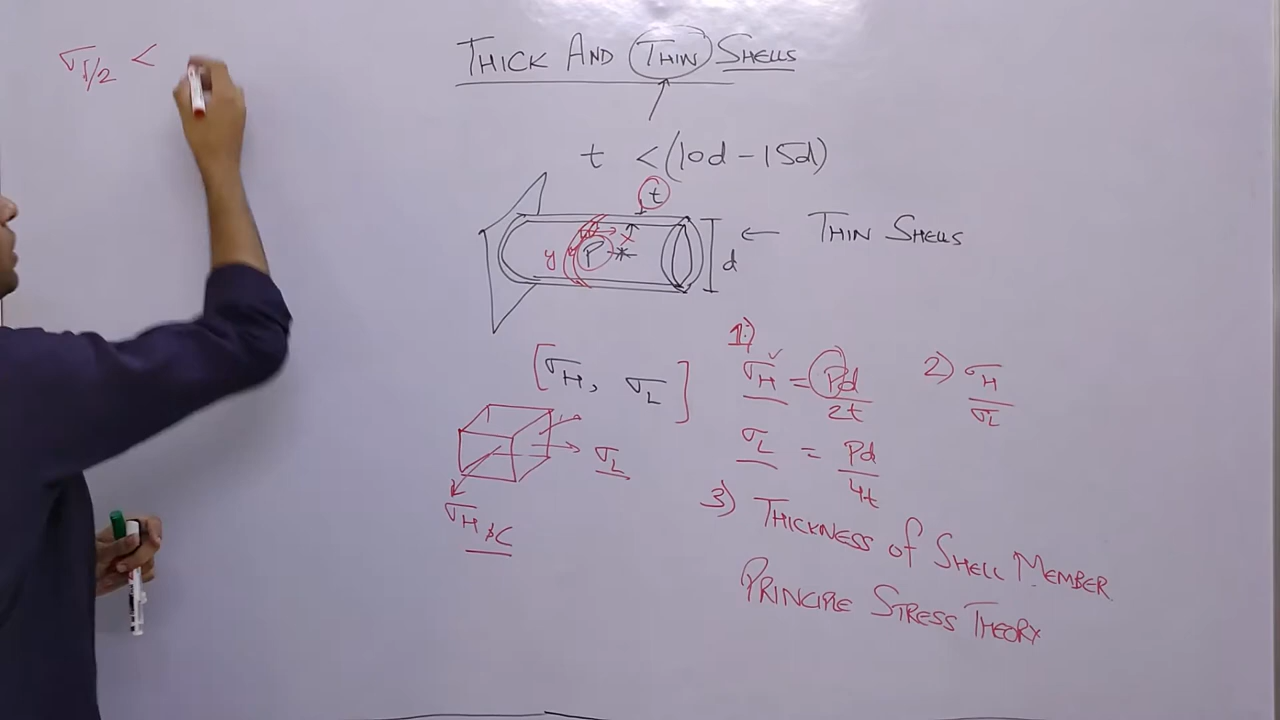 σ1/2 <
THICK AND THIN SHELLS
t < (10d - 15d)
t
y P x
d
← THIN SHELLS
[σH, σL]
σL
σH/C
1)
σH = Pd/2t
σL = Pd/4t
2) σH/σL
3) THICKNESS of SHELL MEMBER
PRINCIPLE STRESS THEORY